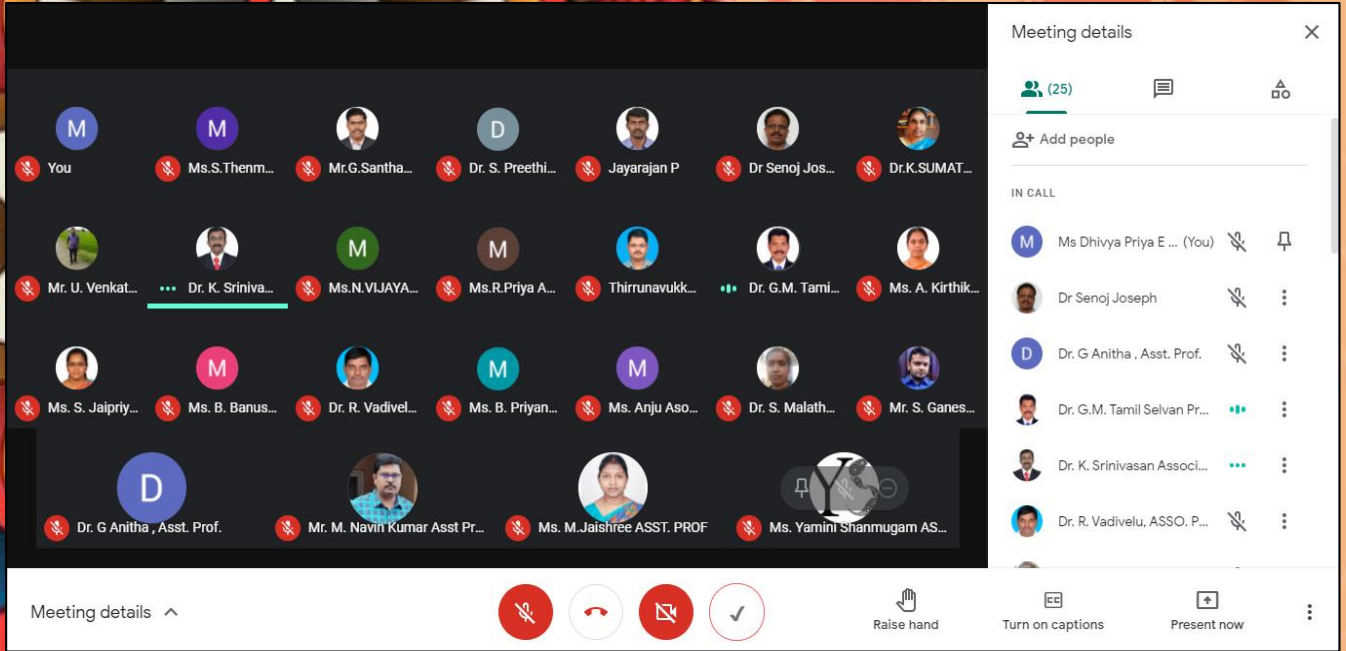 Meeting details
(25)
Add people
IN CALL
M Ms Dhivya Priya E ... (You)
Dr Senoj Joseph
D Dr. G Anitha , Asst. Prof.
Dr. G.M. Tamil Selvan Pr...
Dr. K. Srinivasan Associ...
Dr. R. Vadivelu, ASSO. P...
M M D
You Ms.S.Thenm... Mr.G.Santha... Dr. S. Preethi... Jayarajan P Dr Senoj Jos... Dr.K.SUMAT...
M M
Mr. U. Venkat... Dr. K. Sriniva... Ms.N.VIJAYA... Ms.R.Priya A... Thirrunavukk... Dr. G.M. Tami... Ms. A. Kirthik...
M M M
Ms. S. Jaipriy... Ms. B. Banus... Dr. R. Vadivel... Ms. B. Priyan... Ms. Anju Aso... Dr. S. Malath... Mr. S. Ganes...
D Y
Dr. G Anitha , Asst. Prof. Mr. M. Navin Kumar Asst Pr... Ms. M.Jaishree ASST. PROF Ms. Yamini Shanmugam AS...
Meeting details
Raise hand
CC
Turn on captions
Present now